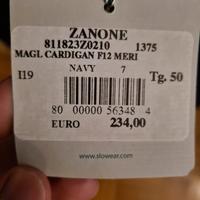 ZANONE
811823Z0210 1375
MAGL CARDIGAN F12 MERI
NAVY 7
I19 Tg. 50
80 00000 56348 4
EURO 234,00
www.slowear.com